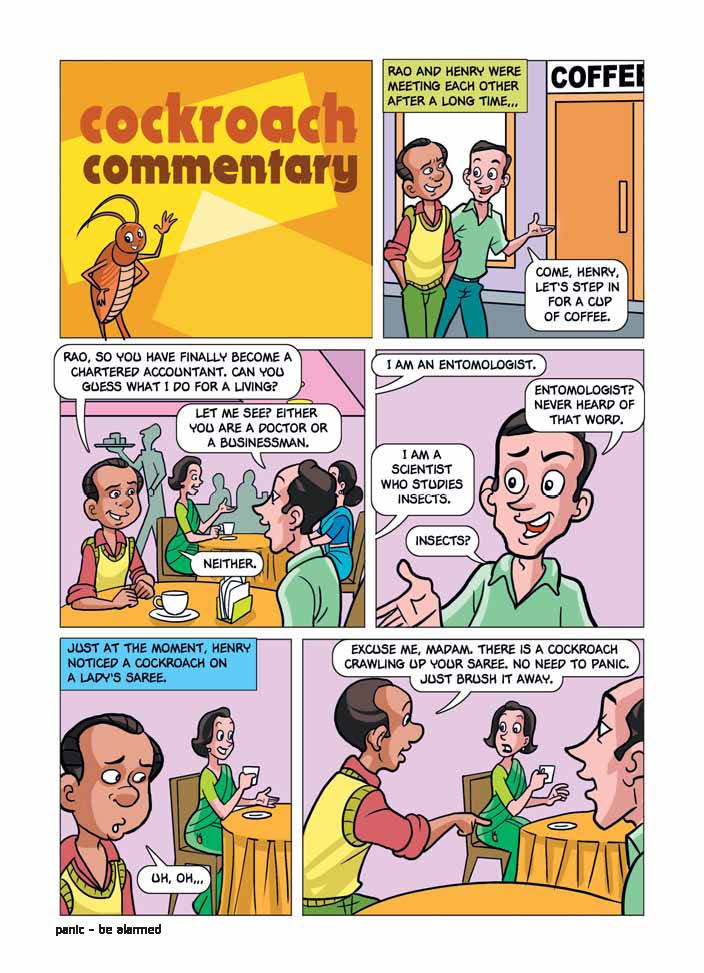 cockroach
commentary
RAO AND HENRY WERE
MEETING EACH OTHER
AFTER A LONG TIME,,,
COFFEE
COME, HENRY,
LET'S STEP IN
FOR A CUP
OF COFFEE.
RAO, SO YOU HAVE FINALLY BECOME A
CHARTERED ACCOUNTANT. CAN YOU
GUESS WHAT I DO FOR A LIVING?
LET ME SEE? EITHER
YOU ARE A DOCTOR OR
A BUSINESSMAN.
NEITHER.
I AM AN ENTOMOLOGIST.
ENTOMOLOGIST?
NEVER HEARD OF
THAT WORD.
I AM A
SCIENTIST
WHO STUDIES
INSECTS.
INSECTS?
JUST AT THE MOMENT, HENRY
NOTICED A COCKROACH ON
A LADY'S SAREE.
UH, OH,,,
EXCUSE ME, MADAM. THERE IS A COCKROACH
CRAWLING UP YOUR SAREE. NO NEED TO PANIC.
JUST BRUSH IT AWAY.
panic - be alarmed